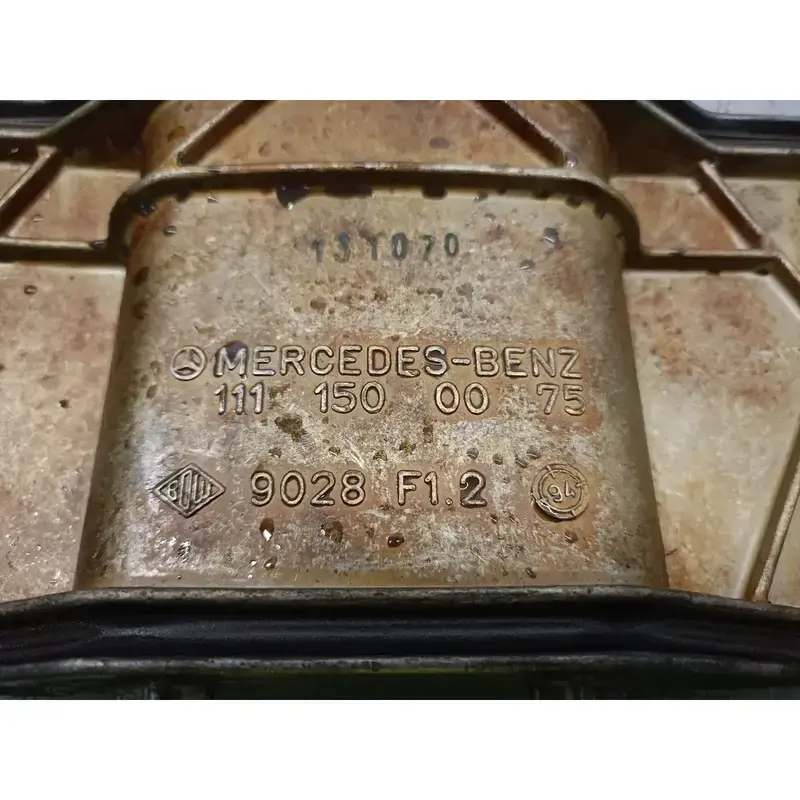 131070
MERCEDES-BENZ
111 150 00 75
9028 F1.2 94